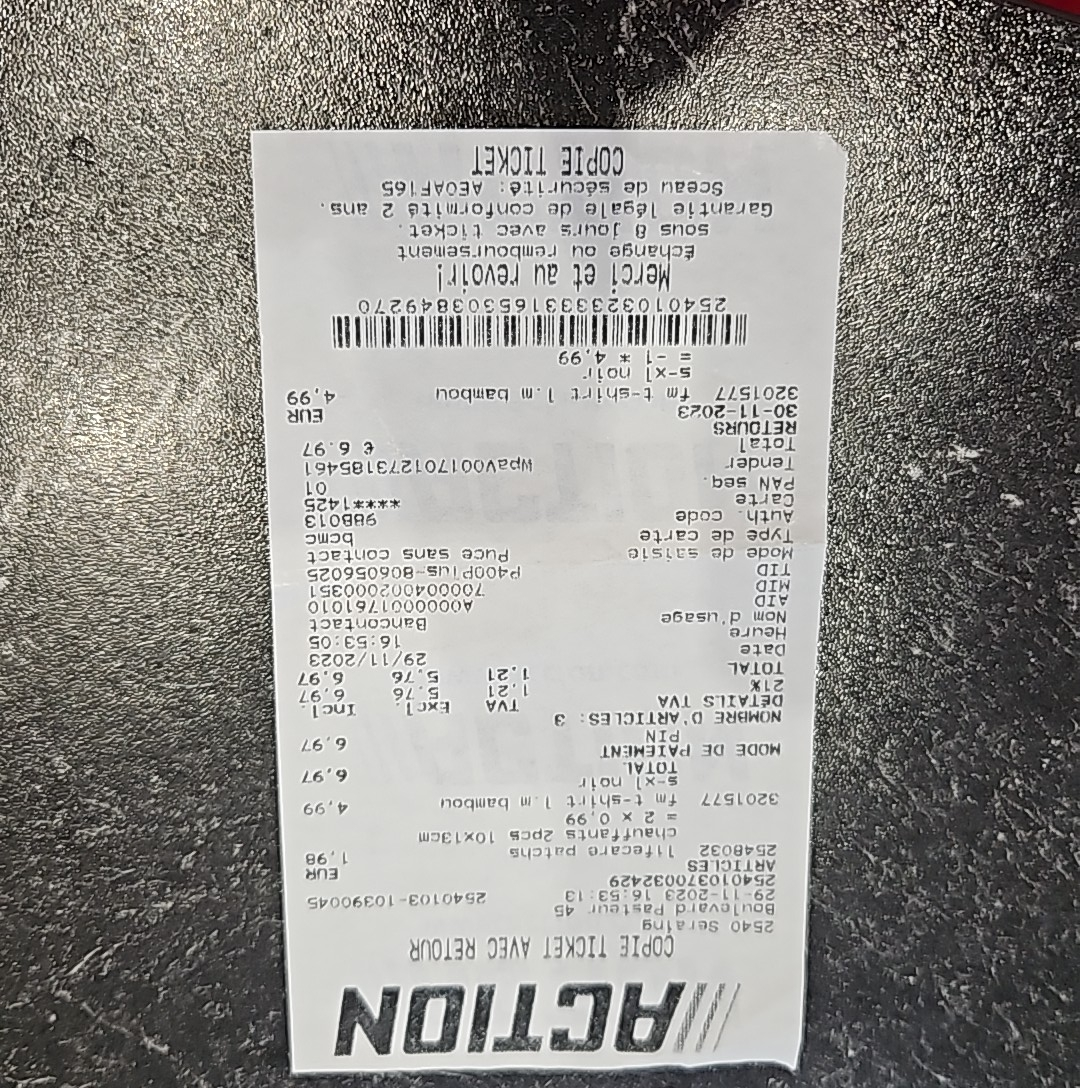 ACTION
COPIE TICKET AVEC RETOUR
2540 Seraing
Boulevard Pasteur 45
29-11-2023 16:53:13 2540103-10390045
254010370032429
ARTICLES EUR
2548032 lifecare patchs 1,98
chauffants 2pcs 10x13cm
= 2 x 0,99
3201577 fm t-shirt l.m bambou 4,99
s-xl noir
TOTAL 6,97
MODE DE PAIEMENT
PIN 6,97
NOMBRE D'ARTICLES: 3
DÉTAILS TVA TVA Excl. Incl.
21% 1,21 5,76 6,97
TOTAL 1,21 5,76 6,97
Date 29/11/2023
Heure 16:53:05
Nom d'usage Bancontact
AID A0000001761010
MID 700004002000351
TID P400Plus-806056025
Mode de saisie Puce sans contact
Type de carte bcmc
Auth. code 988013
Carte ****1425
PAN seq. 01
Tender WpaV001701273185461
Total € 6.97
RETOURS
30-11-2023 EUR
3201577 fm t-shirt l.m bambou 4,99
s-xl noir
= -1 * 4,99
2540103233331655303849270
Merci et au revoir!
Échange ou remboursement
sous 8 jours avec ticket.
Garantie légale de conformité 2 ans.
Sceau de sécurité: AE0AF165
COPIE TICKET